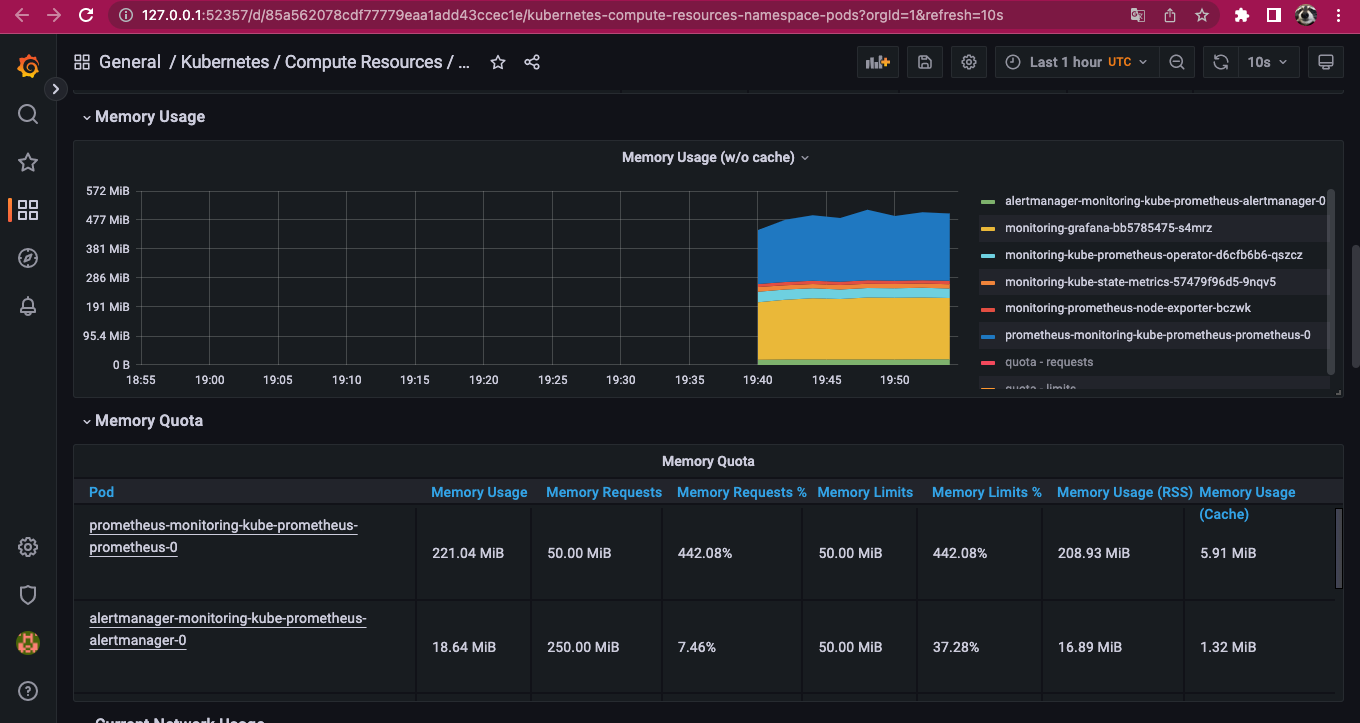 127.0.0.1:52357/d/85a562078cdf77779eaa1add43ccec1e/kubernetes-compute-resources-namespace-pods?orgId=1&refresh=10s
General / Kubernetes / Compute Resources / ...
Last 1 hour UTC
10s
Memory Usage
Memory Usage (w/o cache)
572 MiB
477 MiB
381 MiB
286 MiB
191 MiB
95.4 MiB
0 B
18:55 19:00 19:05 19:10 19:15 19:20 19:25 19:30 19:35 19:40 19:45 19:50
alertmanager-monitoring-kube-prometheus-alertmanager-0
monitoring-grafana-bb5785475-s4mrz
monitoring-kube-prometheus-operator-d6cfb6b6-qszcz
monitoring-kube-state-metrics-57479f96d5-9nqv5
monitoring-prometheus-node-exporter-bczwk
prometheus-monitoring-kube-prometheus-prometheus-0
quota - requests
quota - limits
Memory Quota
Memory Quota
Pod Memory Usage Memory Requests Memory Requests % Memory Limits Memory Limits % Memory Usage (RSS) Memory Usage
(Cache)
prometheus-monitoring-kube-prometheus-
prometheus-0
221.04 MiB 50.00 MiB 442.08% 50.00 MiB 442.08% 208.93 MiB 5.91 MiB
alertmanager-monitoring-kube-prometheus-
alertmanager-0
18.64 MiB 250.00 MiB 7.46% 50.00 MiB 37.28% 16.89 MiB 1.32 MiB
Current Network Usage